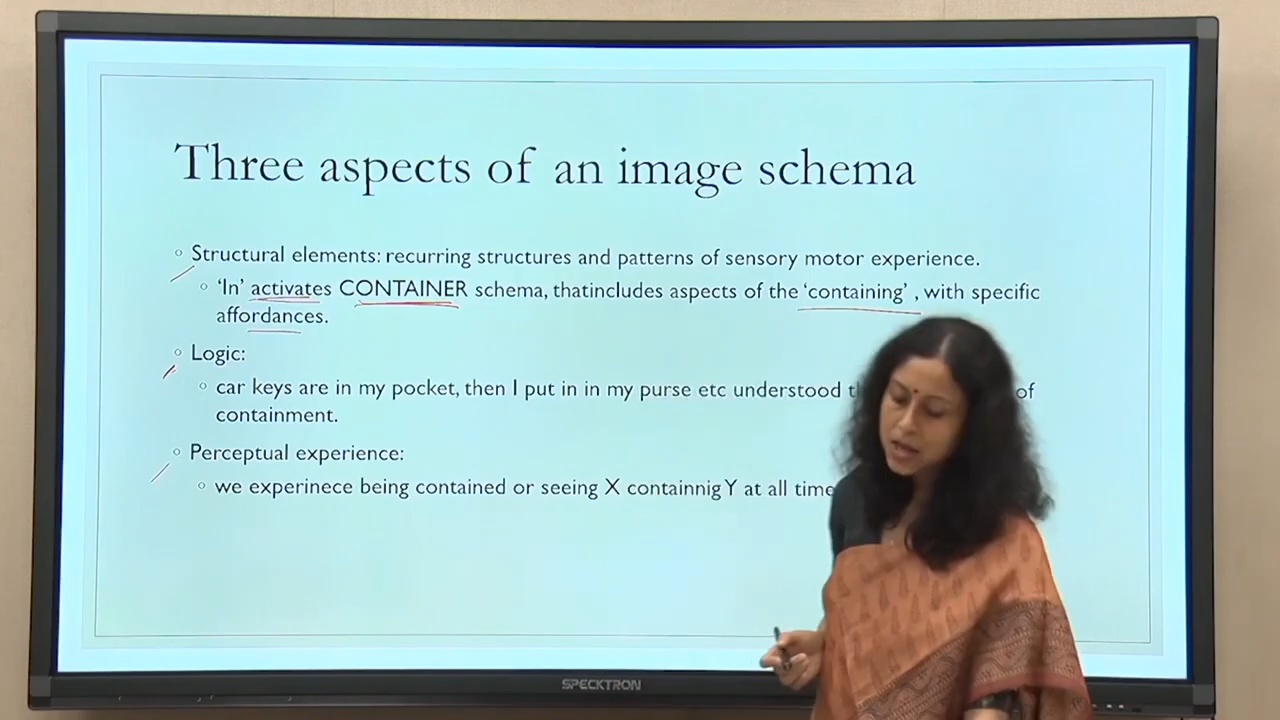 Three aspects of an image schema
Structural elements: recurring structures and patterns of sensory motor experience.
‘In’ activates CONTAINER schema, thatincludes aspects of the ‘containing’ , with specific
affordances.
Logic:
car keys are in my pocket, then I put in in my purse etc understood of
containment.
Perceptual experience:
we experinece being contained or seeing X containnig Y at all time
SPECKTRON